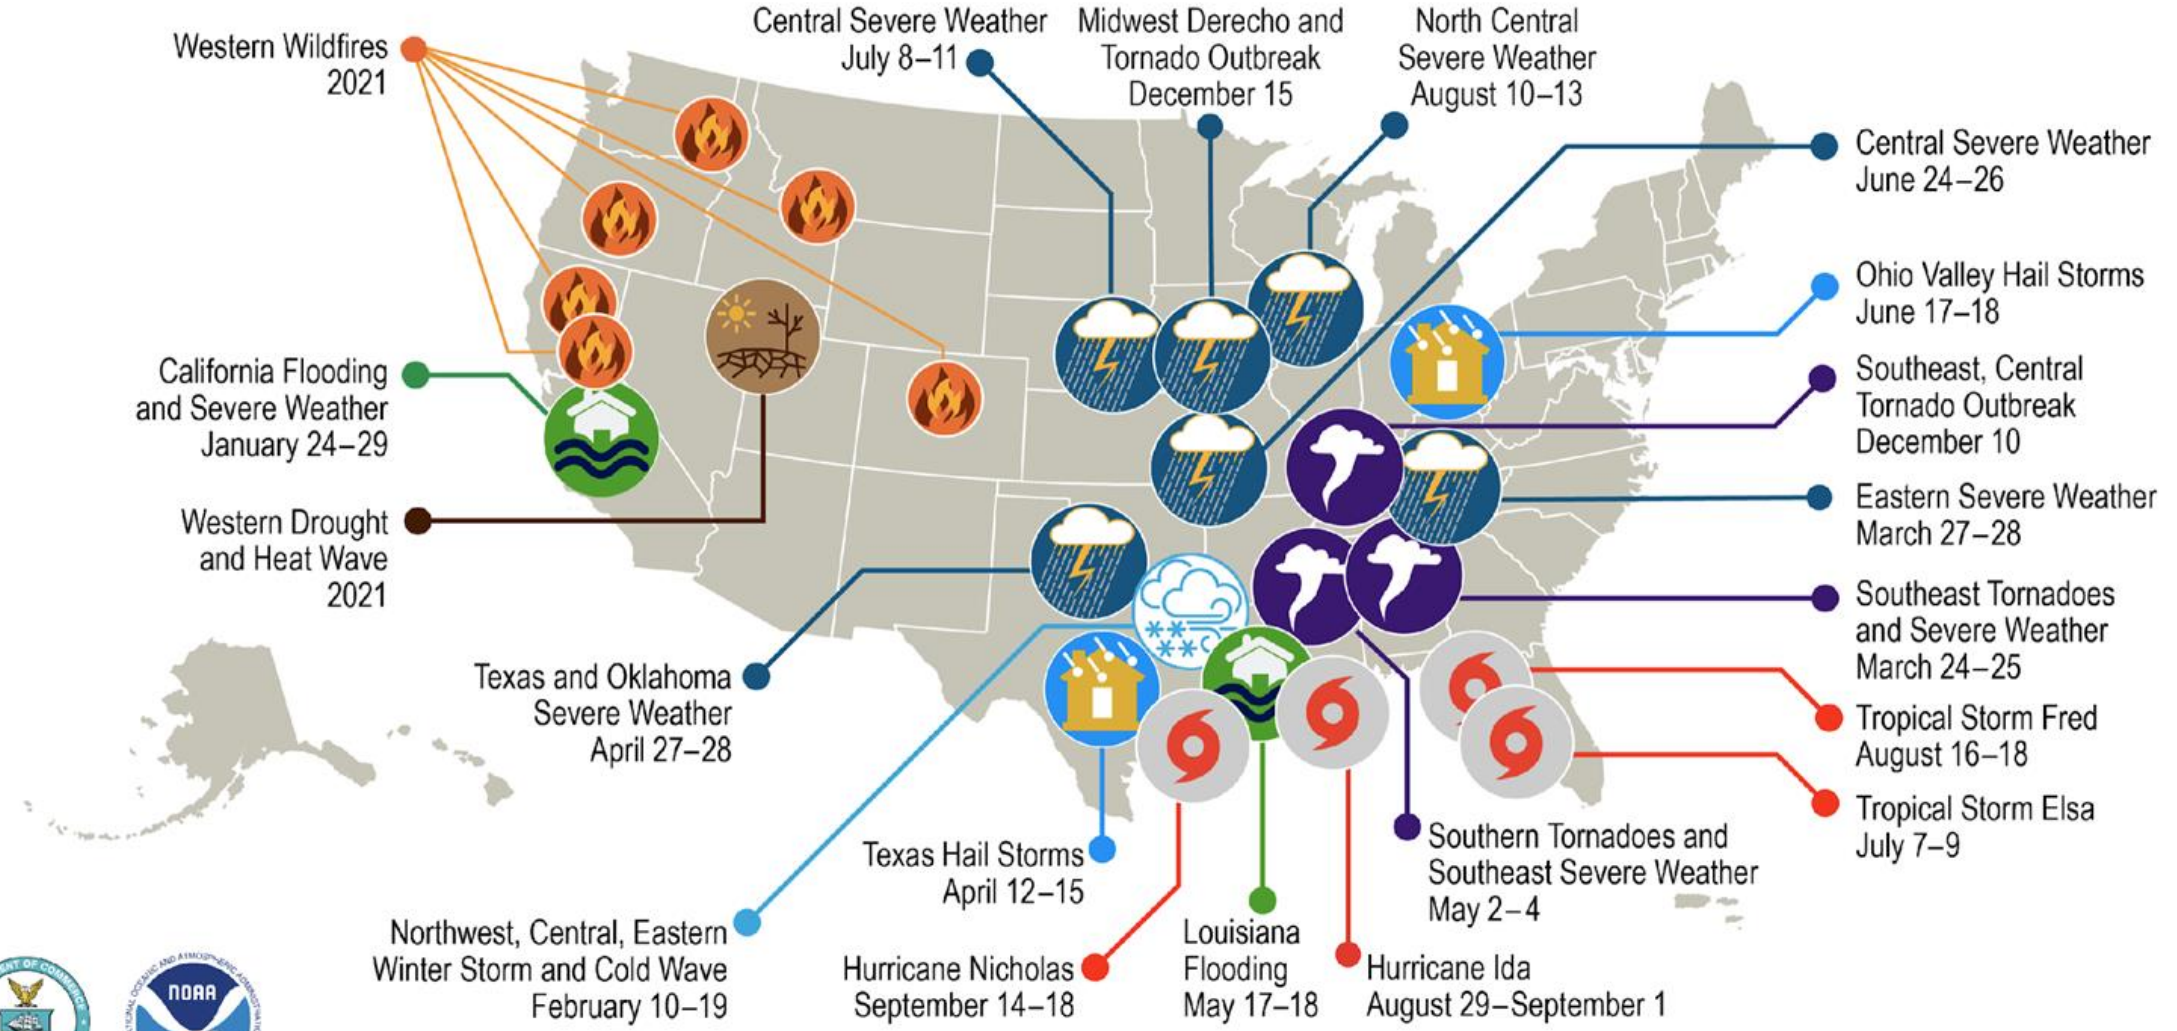 Western Wildfires
2021
Central Severe Weather
July 8–11
Midwest Derecho and
Tornado Outbreak
December 15
North Central
Severe Weather
August 10–13
Central Severe Weather
June 24–26
Ohio Valley Hail Storms
June 17–18
Southeast, Central
Tornado Outbreak
December 10
Eastern Severe Weather
March 27–28
Southeast Tornadoes
and Severe Weather
March 24–25
Tropical Storm Fred
August 16–18
Tropical Storm Elsa
July 7–9
California Flooding
and Severe Weather
January 24–29
Western Drought
and Heat Wave
2021
Texas and Oklahoma
Severe Weather
April 27–28
Texas Hail Storms
April 12–15
Northwest, Central, Eastern
Winter Storm and Cold Wave
February 10–19
Hurricane Nicholas
September 14–18
Louisiana
Flooding
May 17–18
Hurricane Ida
August 29–September 1
Southern Tornadoes and
Southeast Severe Weather
May 2–4
OF COMMERCE
AND ATMOSPHERIC
NOAA